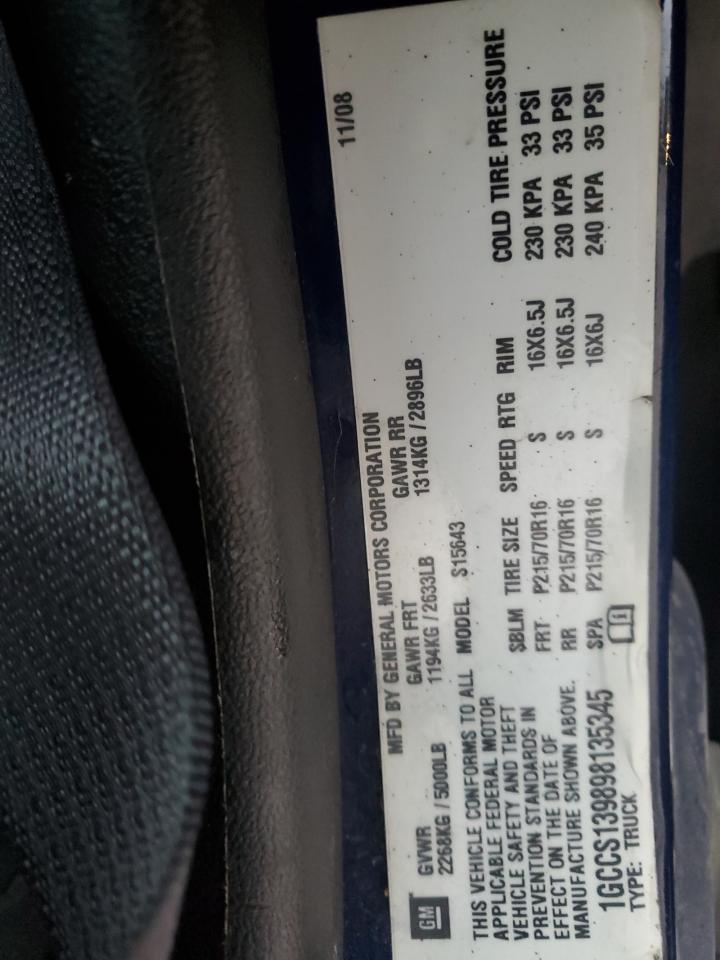 MFD BY GENERAL MOTORS CORPORATION 11/08
GM
GVWR GAWR FRT GAWR RR
2268KG / 5000LB 1194KG / 2633LB 1314KG / 2896LB
THIS VEHICLE CONFORMS TO ALL
APPLICABLE FEDERAL MOTOR
VEHICLE SAFETY AND THEFT
PREVENTION STANDARDS IN
EFFECT ON THE DATE OF
MANUFACTURE SHOWN ABOVE.
MODEL S15643
SBLM TIRE SIZE SPEED RTG RIM COLD TIRE PRESSURE
FRT P215/70R16 S 16X6.5J 230 KPA 33 PSI
RR P215/70R16 S 16X6.5J 230 KPA 33 PSI
SPA P215/70R16 S 16X6J 240 KPA 35 PSI
1GCCS139898135345
TYPE: TRUCK